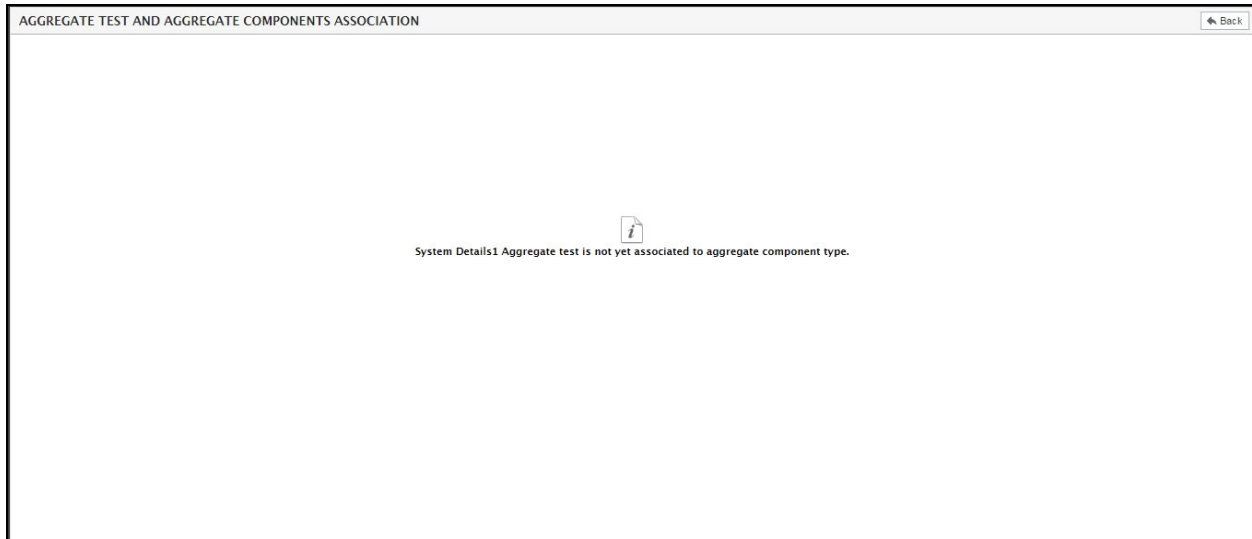 AGGREGATE TEST AND AGGREGATE COMPONENTS ASSOCIATION
Back
i
System Details1 Aggregate test is not yet associated to aggregate component type.